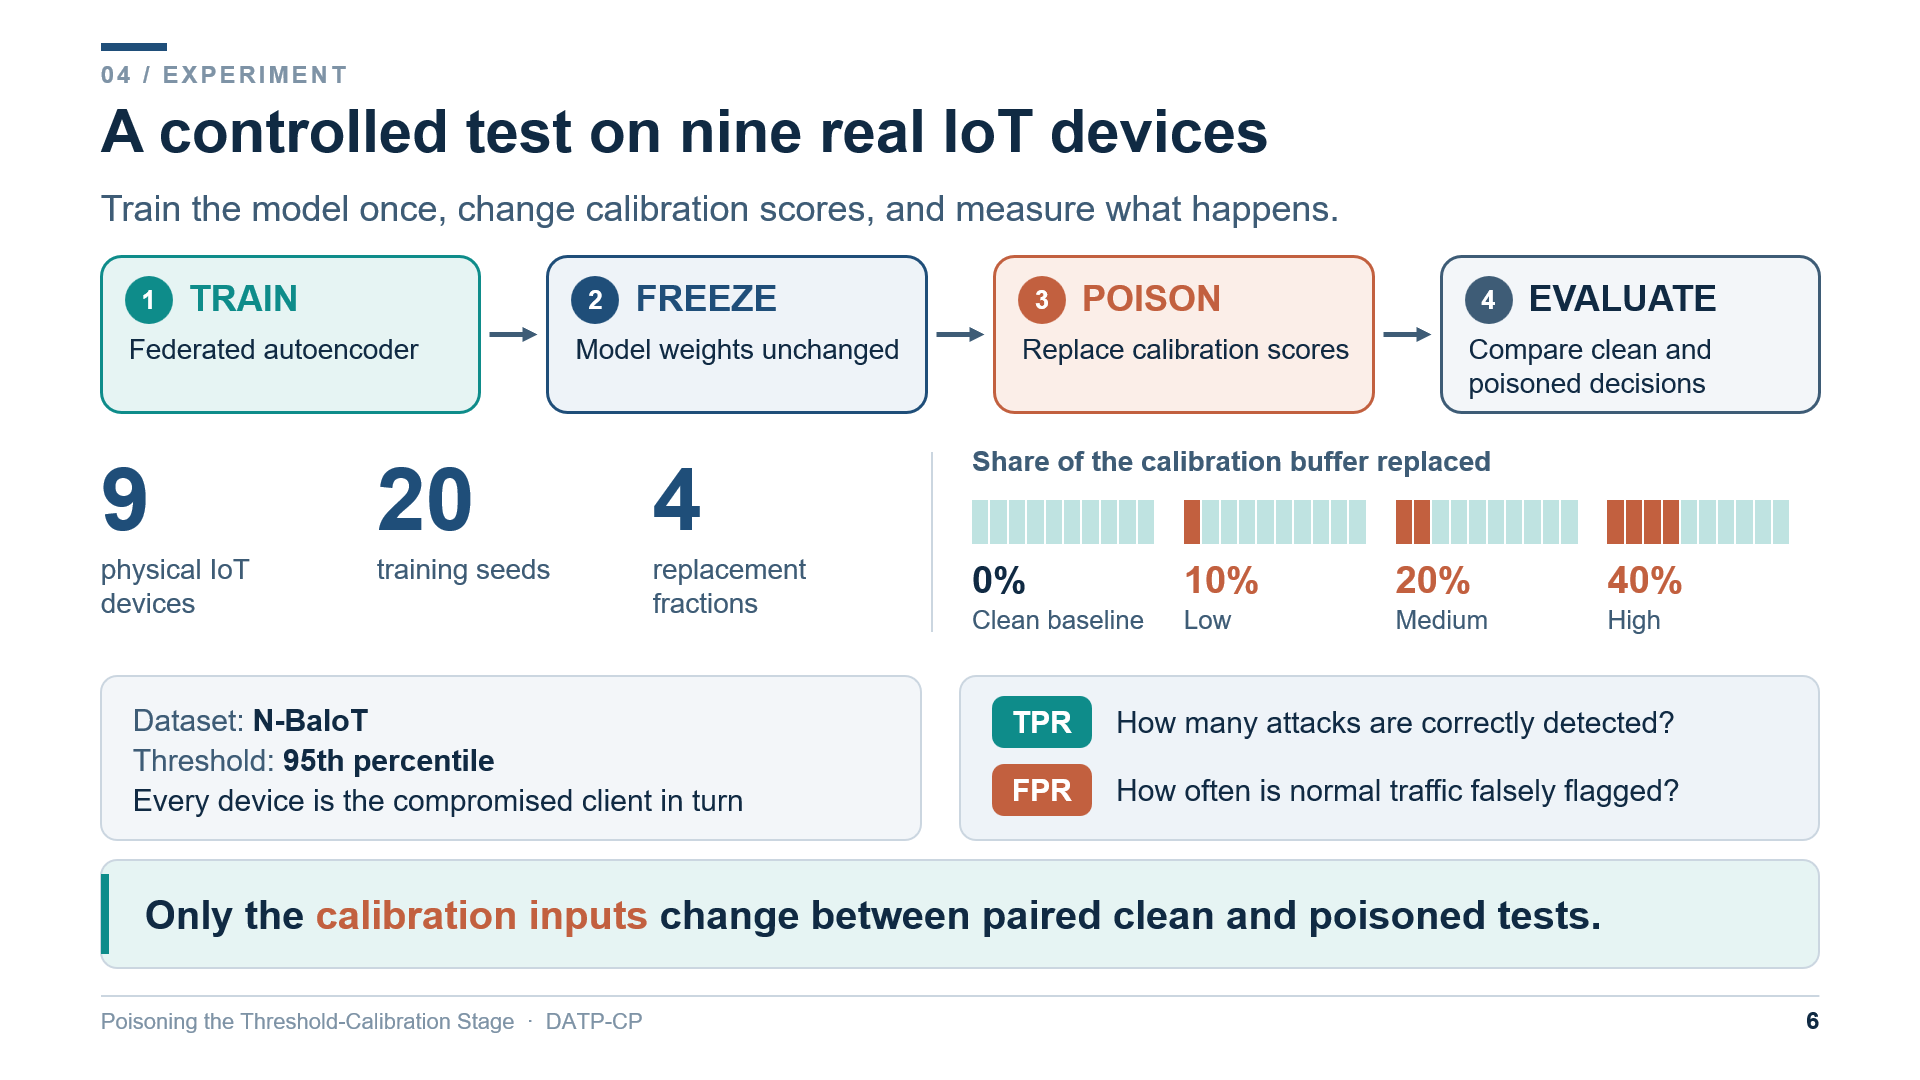 04 / EXPERIMENT
A controlled test on nine real IoT devices
Train the model once, change calibration scores, and measure what happens.
1 TRAIN
Federated autoencoder
2 FREEZE
Model weights unchanged
3 POISON
Replace calibration scores
4 EVALUATE
Compare clean and
poisoned decisions
9
physical IoT
devices
20
training seeds
4
replacement
fractions
Share of the calibration buffer replaced
0%
Clean baseline
10%
Low
20%
Medium
40%
High
Dataset: N-BaIoT
Threshold: 95th percentile
Every device is the compromised client in turn
TPR How many attacks are correctly detected?
FPR How often is normal traffic falsely flagged?
Only the calibration inputs change between paired clean and poisoned tests.
Poisoning the Threshold-Calibration Stage · DATP-CP
6